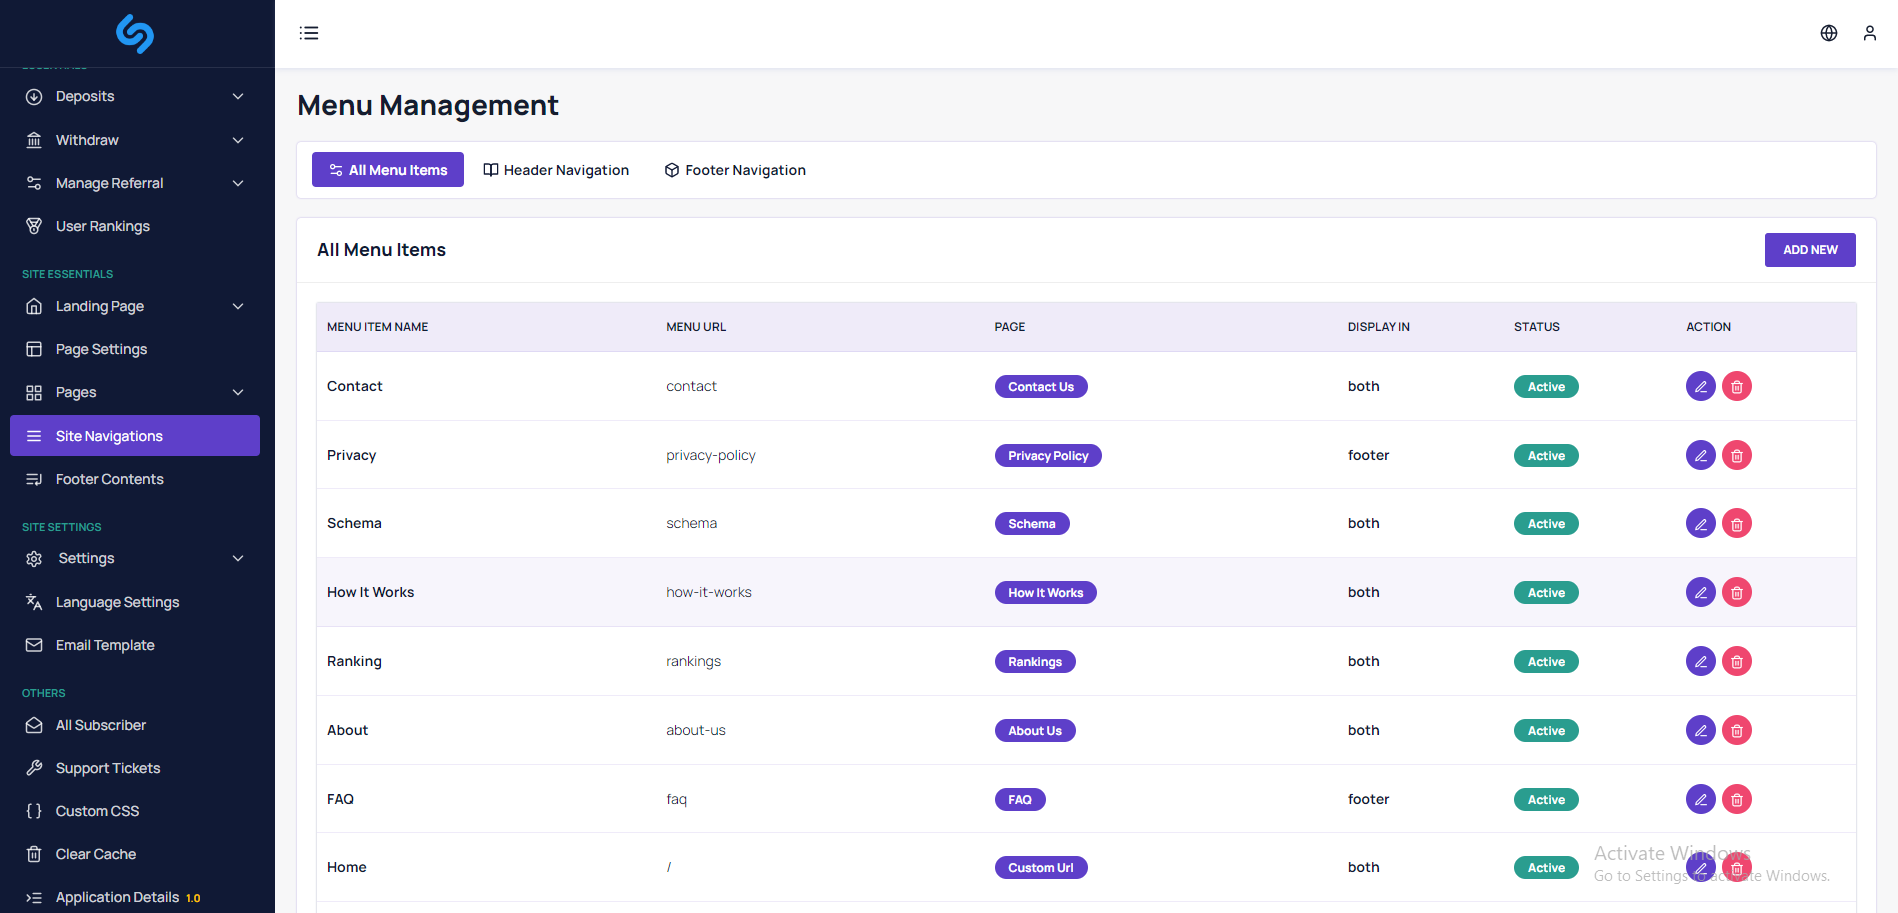 Deposits
Withdraw
Manage Referral
User Rankings
SITE ESSENTIALS
Landing Page
Page Settings
Pages
Site Navigations
Footer Contents
SITE SETTINGS
Settings
Language Settings
Email Template
OTHERS
All Subscriber
Support Tickets
Custom CSS
Clear Cache
Application Details 1.0
Menu Management
All Menu Items Header Navigation Footer Navigation
All Menu Items ADD NEW
MENU ITEM NAME MENU URL PAGE DISPLAY IN STATUS ACTION
Contact contact Contact Us both Active
Privacy privacy-policy Privacy Policy footer Active
Schema schema Schema both Active
How It Works how-it-works How It Works both Active
Ranking rankings Rankings both Active
About about-us About Us both Active
FAQ faq FAQ footer Active
Home / Custom Url both Active
Activate Windows
Go to Settings to activate Windows.